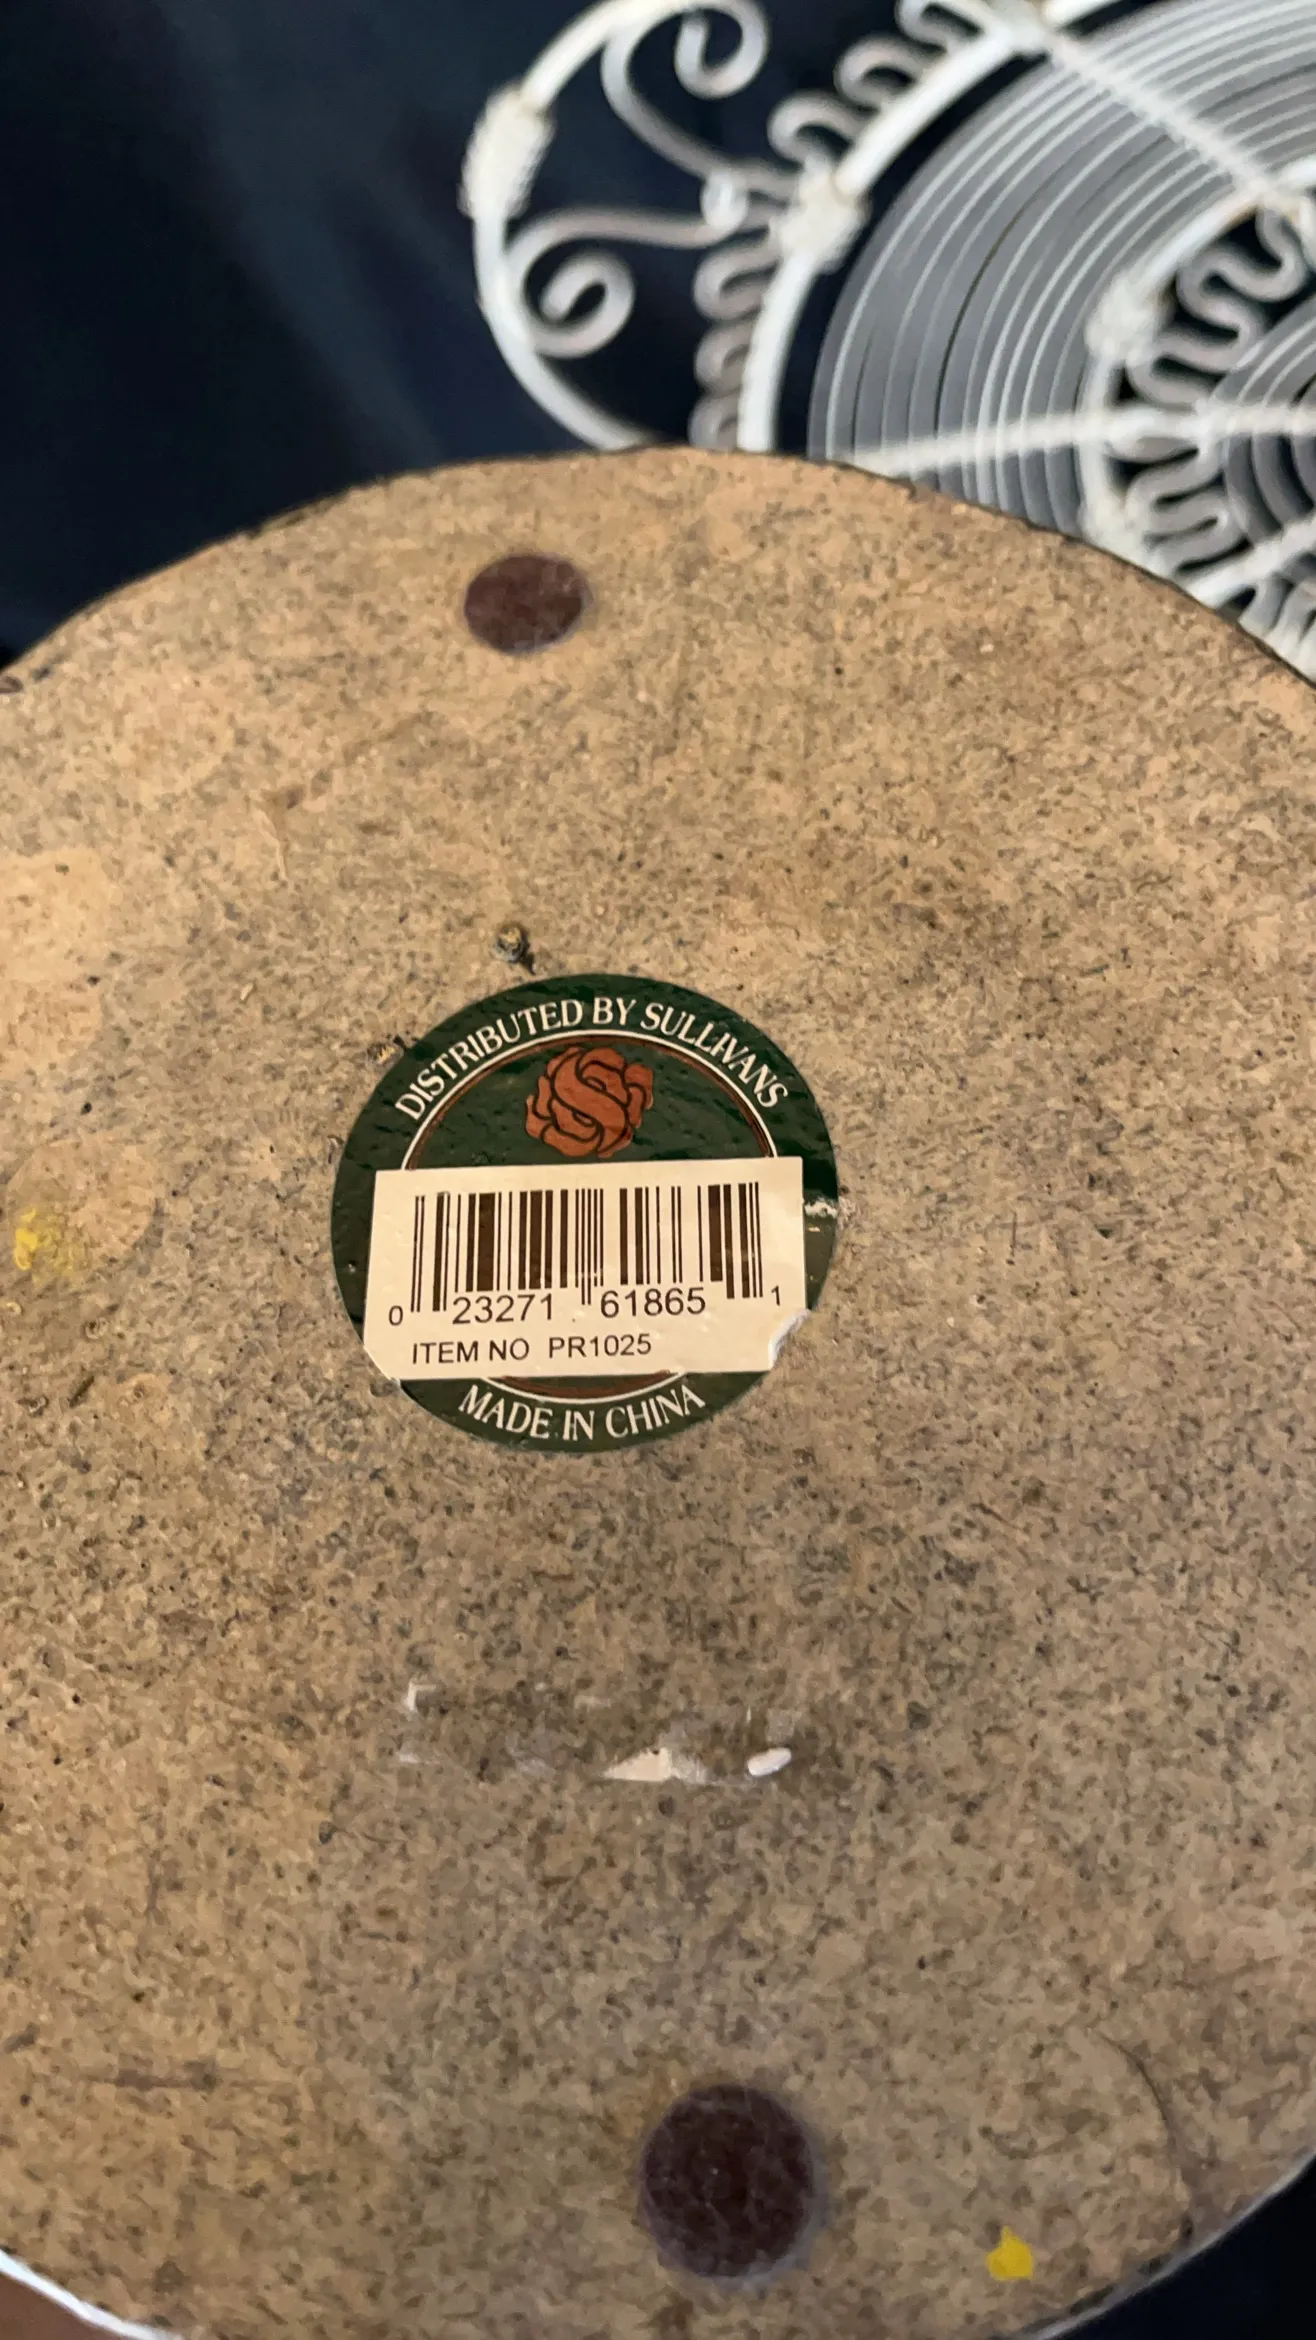 DISTRIBUTED BY SULLIVANS
0 23271 61865 1
ITEM NO PR1025
MADE IN CHINA